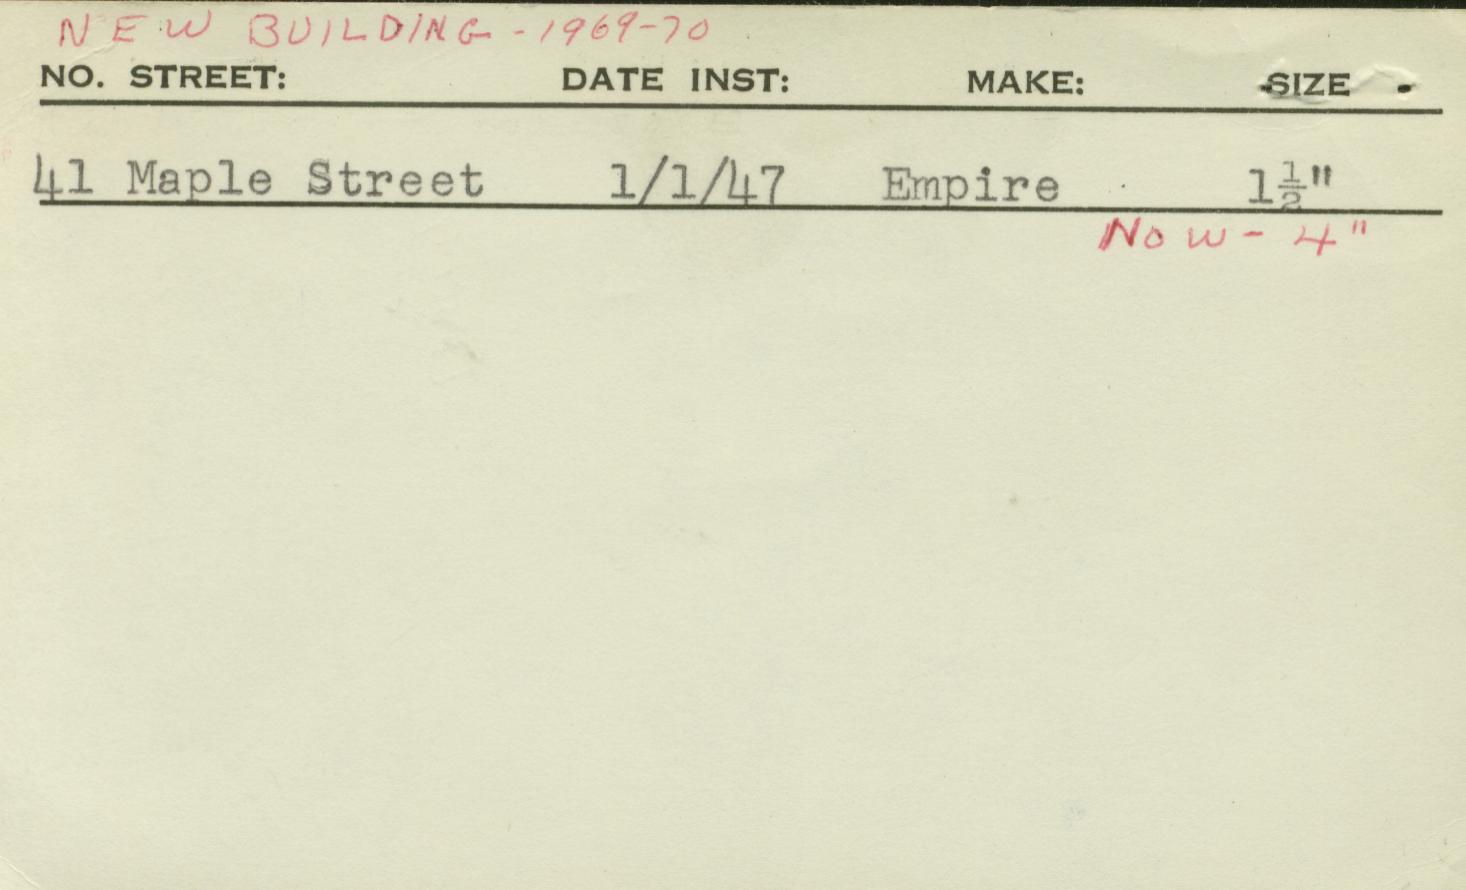 NEW BUILDING - 1969-70
NO. STREET: DATE INST: MAKE: SIZE
41 Maple Street 1/1/47 Empire 1½"
NOW - 4"